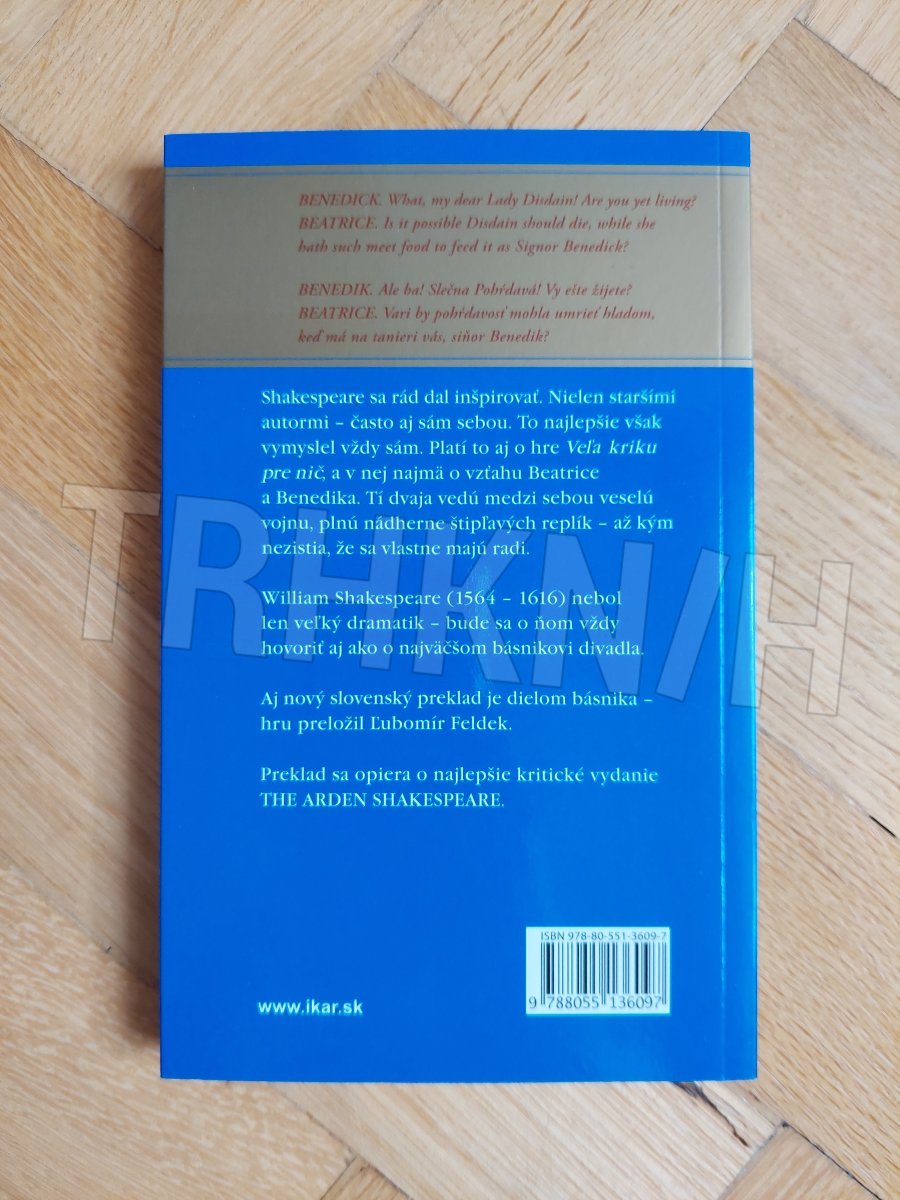 BENEDICK. What, my dear Lady Disdain! Are you yet living?
BEATRICE. Is it possible Disdain should die, while she
hath such meet food to feed it as Signor Benedick?
BENEDIK. Ale ba! Slečna Pohŕdavá! Vy ešte žijete?
BEATRICE. Vari by pohŕdavosť mohla umrieť hladom,
keď má na tanieri vás, siňor Benedik?
Shakespeare sa rád dal inšpirovať. Nielen staršími
autormi – často aj sám sebou. To najlepšie však
vymyslel vždy sám. Platí to aj o hre Veľa kriku
pre nič, a v nej najmä o vzťahu Beatrice
a Benedika. Tí dvaja vedú medzi sebou veselú
vojnu, plnú nádherne štipľavých replík – až kým
nezistia, že sa vlastne majú radi.
William Shakespeare (1564 – 1616) nebol
len veľký dramatik – bude sa o ňom vždy
hovoriť aj ako o najväčšom básnikovi divadla.
Aj nový slovenský preklad je dielom básnika –
hru preložil Ľubomír Feldek.
Preklad sa opiera o najlepšie kritické vydanie
THE ARDEN SHAKESPEARE.
ISBN 978-80-551-3609-7
9 788055 136097
www.ikar.sk
TRHKNIH